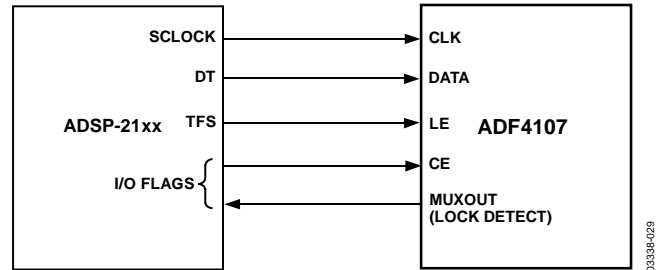 SCLOCK
DT
ADSP-21xx
TFS
I/O FLAGS
CLK
DATA
LE
ADF4107
CE
MUXOUT
(LOCK DETECT)
03338-029